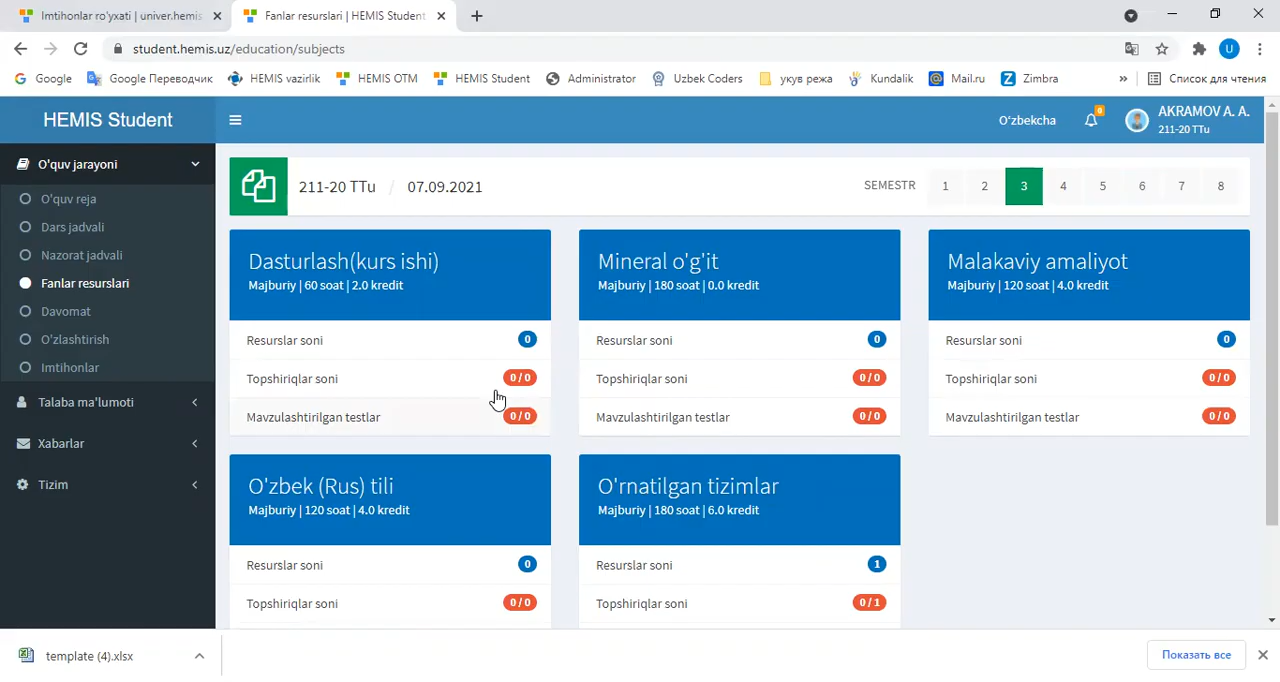 Imtihonlar ro'yxati | univer.hemis
Fanlar resurslari | HEMIS Student
student.hemis.uz/education/subjects
U
Google
Google Переводчик
HEMIS vazirlik
HEMIS OTM
HEMIS Student
Administrator
Uzbek Coders
укув режа
Kundalik
Mail.ru
Zimbra
»
Список для чтения
HEMIS Student
O'zbekcha
0
AKRAMOV A. A.
211-20 TTu
O'quv jarayoni
O'quv reja
Dars jadvali
Nazorat jadvali
Fanlar resurslari
Davomat
O'zlashtirish
Imtihonlar
Talaba ma'lumoti
Xabarlar
Tizim
211-20 TTu / 07.09.2021
SEMESTR 1 2 3 4 5 6 7 8
Dasturlash(kurs ishi)
Majburiy | 60 soat | 2.0 kredit
Resurslar soni 0
Topshiriqlar soni 0 / 0
Mavzulashtirilgan testlar 0 / 0
Mineral o'g'it
Majburiy | 180 soat | 0.0 kredit
Resurslar soni 0
Topshiriqlar soni 0 / 0
Mavzulashtirilgan testlar 0 / 0
Malakaviy amaliyot
Majburiy | 120 soat | 4.0 kredit
Resurslar soni 0
Topshiriqlar soni 0 / 0
Mavzulashtirilgan testlar 0 / 0
O'zbek (Rus) tili
Majburiy | 120 soat | 4.0 kredit
Resurslar soni 0
Topshiriqlar soni 0 / 0
O'rnatilgan tizimlar
Majburiy | 180 soat | 6.0 kredit
Resurslar soni 1
Topshiriqlar soni 0 / 1
template (4).xlsx
Показать все